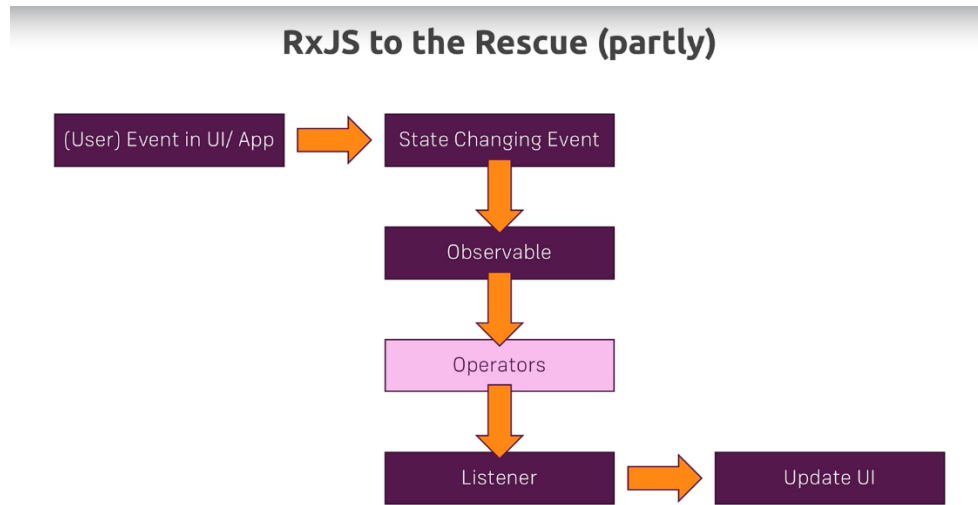 RxJS to the Rescue (partly)
(User) Event in UI/ App
State Changing Event
Observable
Operators
Listener
Update UI